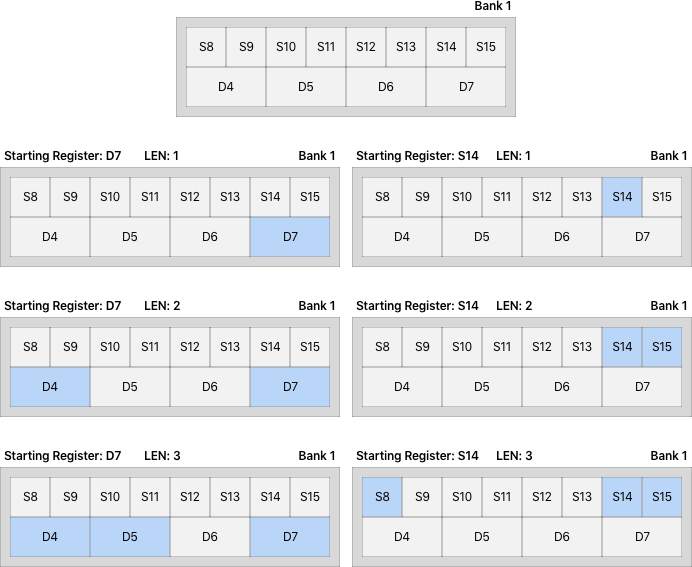 Bank 1
S8 S9 S10 S11 S12 S13 S14 S15
D4 D5 D6 D7
Starting Register: D7 LEN: 1 Bank 1
S8 S9 S10 S11 S12 S13 S14 S15
D4 D5 D6 D7
Starting Register: S14 LEN: 1 Bank 1
S8 S9 S10 S11 S12 S13 S14 S15
D4 D5 D6 D7
Starting Register: D7 LEN: 2 Bank 1
S8 S9 S10 S11 S12 S13 S14 S15
D4 D5 D6 D7
Starting Register: S14 LEN: 2 Bank 1
S8 S9 S10 S11 S12 S13 S14 S15
D4 D5 D6 D7
Starting Register: D7 LEN: 3 Bank 1
S8 S9 S10 S11 S12 S13 S14 S15
D4 D5 D6 D7
Starting Register: S14 LEN: 3 Bank 1
S8 S9 S10 S11 S12 S13 S14 S15
D4 D5 D6 D7